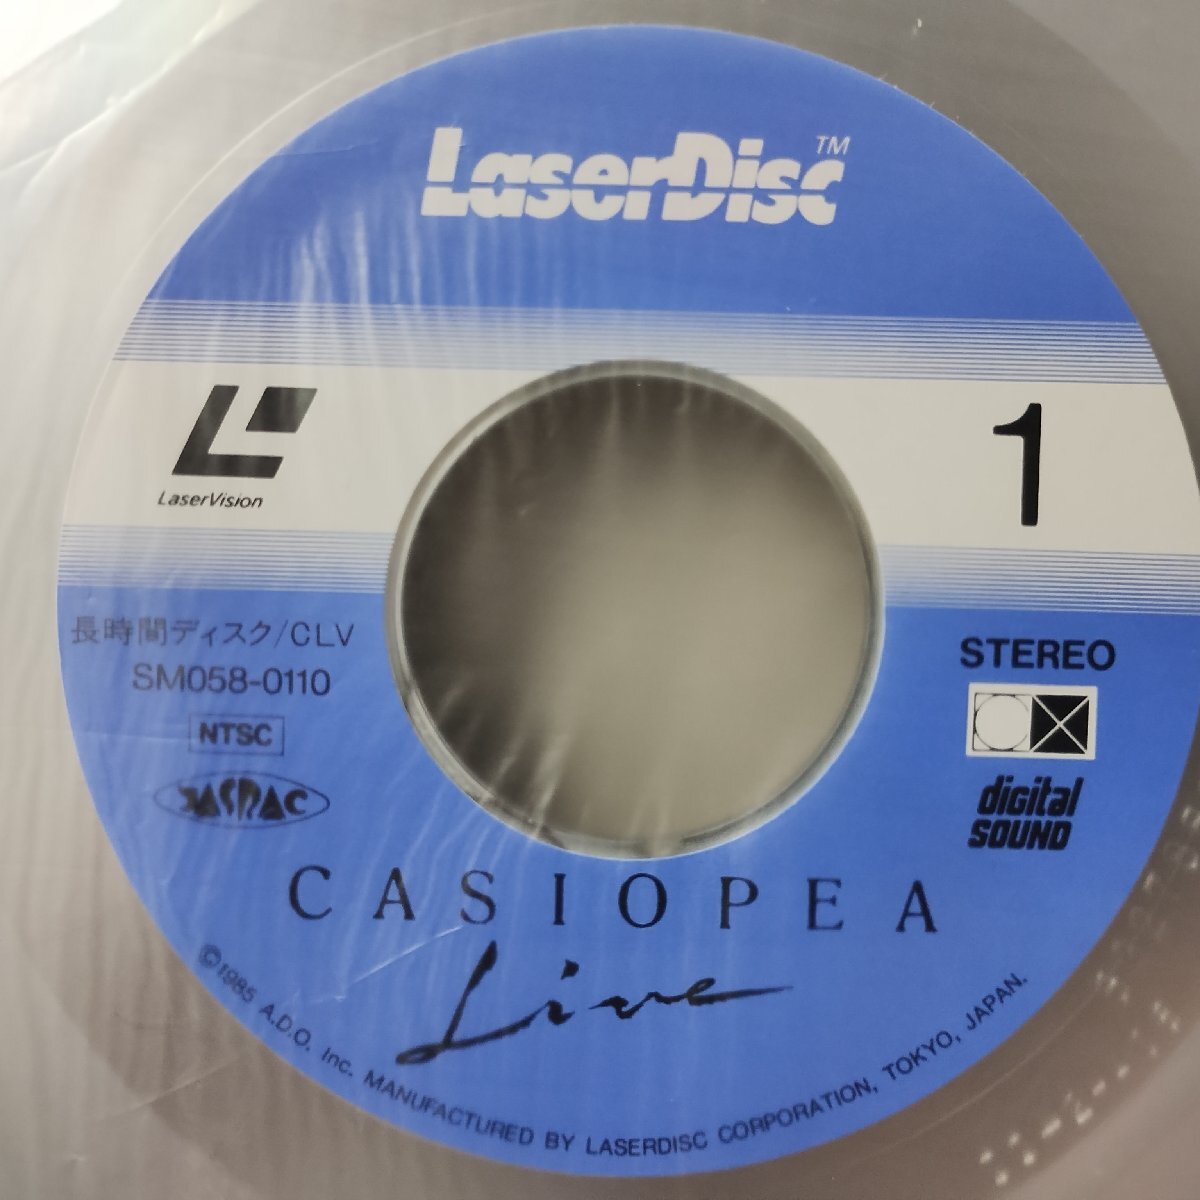 LaserDisc™
LaserVision
1
長時間ディスク/CLV
SM058-0110
NTSC
JASRAC
STEREO
digital
SOUND
CASIOPEA
Live
©1985 A.D.O. Inc. MANUFACTURED BY LASERDISC CORPORATION, TOKYO, JAPAN.